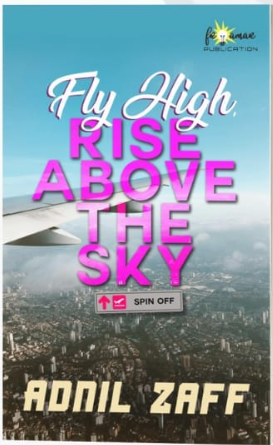 PUBLICATION
Fly High,
RISE
ABOVE
THE
SKY
SPIN OFF
ADNIL ZAFF